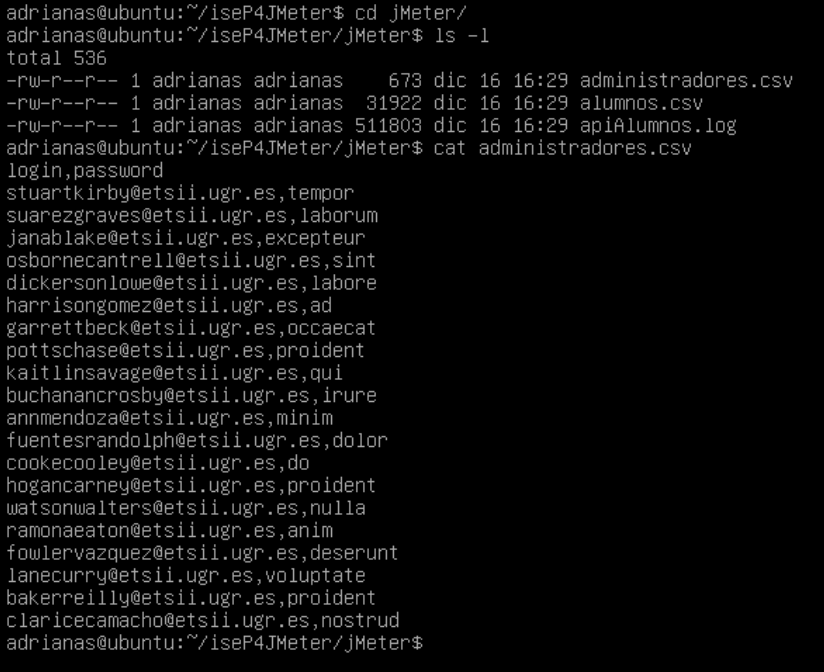 adrianas@ubuntu:~/iseP4JMeter$ cd jMeter/
adrianas@ubuntu:~/iseP4JMeter/jMeter$ ls -l
total 536
-rw-r--r-- 1 adrianas adrianas    673 dic 16 16:29 administradores.csv
-rw-r--r-- 1 adrianas adrianas  31922 dic 16 16:29 alumnos.csv
-rw-r--r-- 1 adrianas adrianas 511803 dic 16 16:29 apiAlumnos.log
adrianas@ubuntu:~/iseP4JMeter/jMeter$ cat administradores.csv
login,password
stuartkirby@etsii.ugr.es,tempor
suarezgraves@etsii.ugr.es,laborum
janablake@etsii.ugr.es,excepteur
osbornecantrell@etsii.ugr.es,sint
dickersonlowe@etsii.ugr.es,labore
harrisongomez@etsii.ugr.es,ad
garrettbeck@etsii.ugr.es,occaecat
pottschase@etsii.ugr.es,proident
kaitlinsavage@etsii.ugr.es,qui
buchanancrosby@etsii.ugr.es,irure
annmendoza@etsii.ugr.es,minim
fuentesrandolph@etsii.ugr.es,dolor
cookecooley@etsii.ugr.es,do
hogancarney@etsii.ugr.es,proident
watsonwalters@etsii.ugr.es,nulla
ramonaeaton@etsii.ugr.es,anim
fowlervazquez@etsii.ugr.es,deserunt
lanecurry@etsii.ugr.es,voluptate
bakerreilly@etsii.ugr.es,proident
claricecamacho@etsii.ugr.es,nostrud
adrianas@ubuntu:~/iseP4JMeter/jMeter$